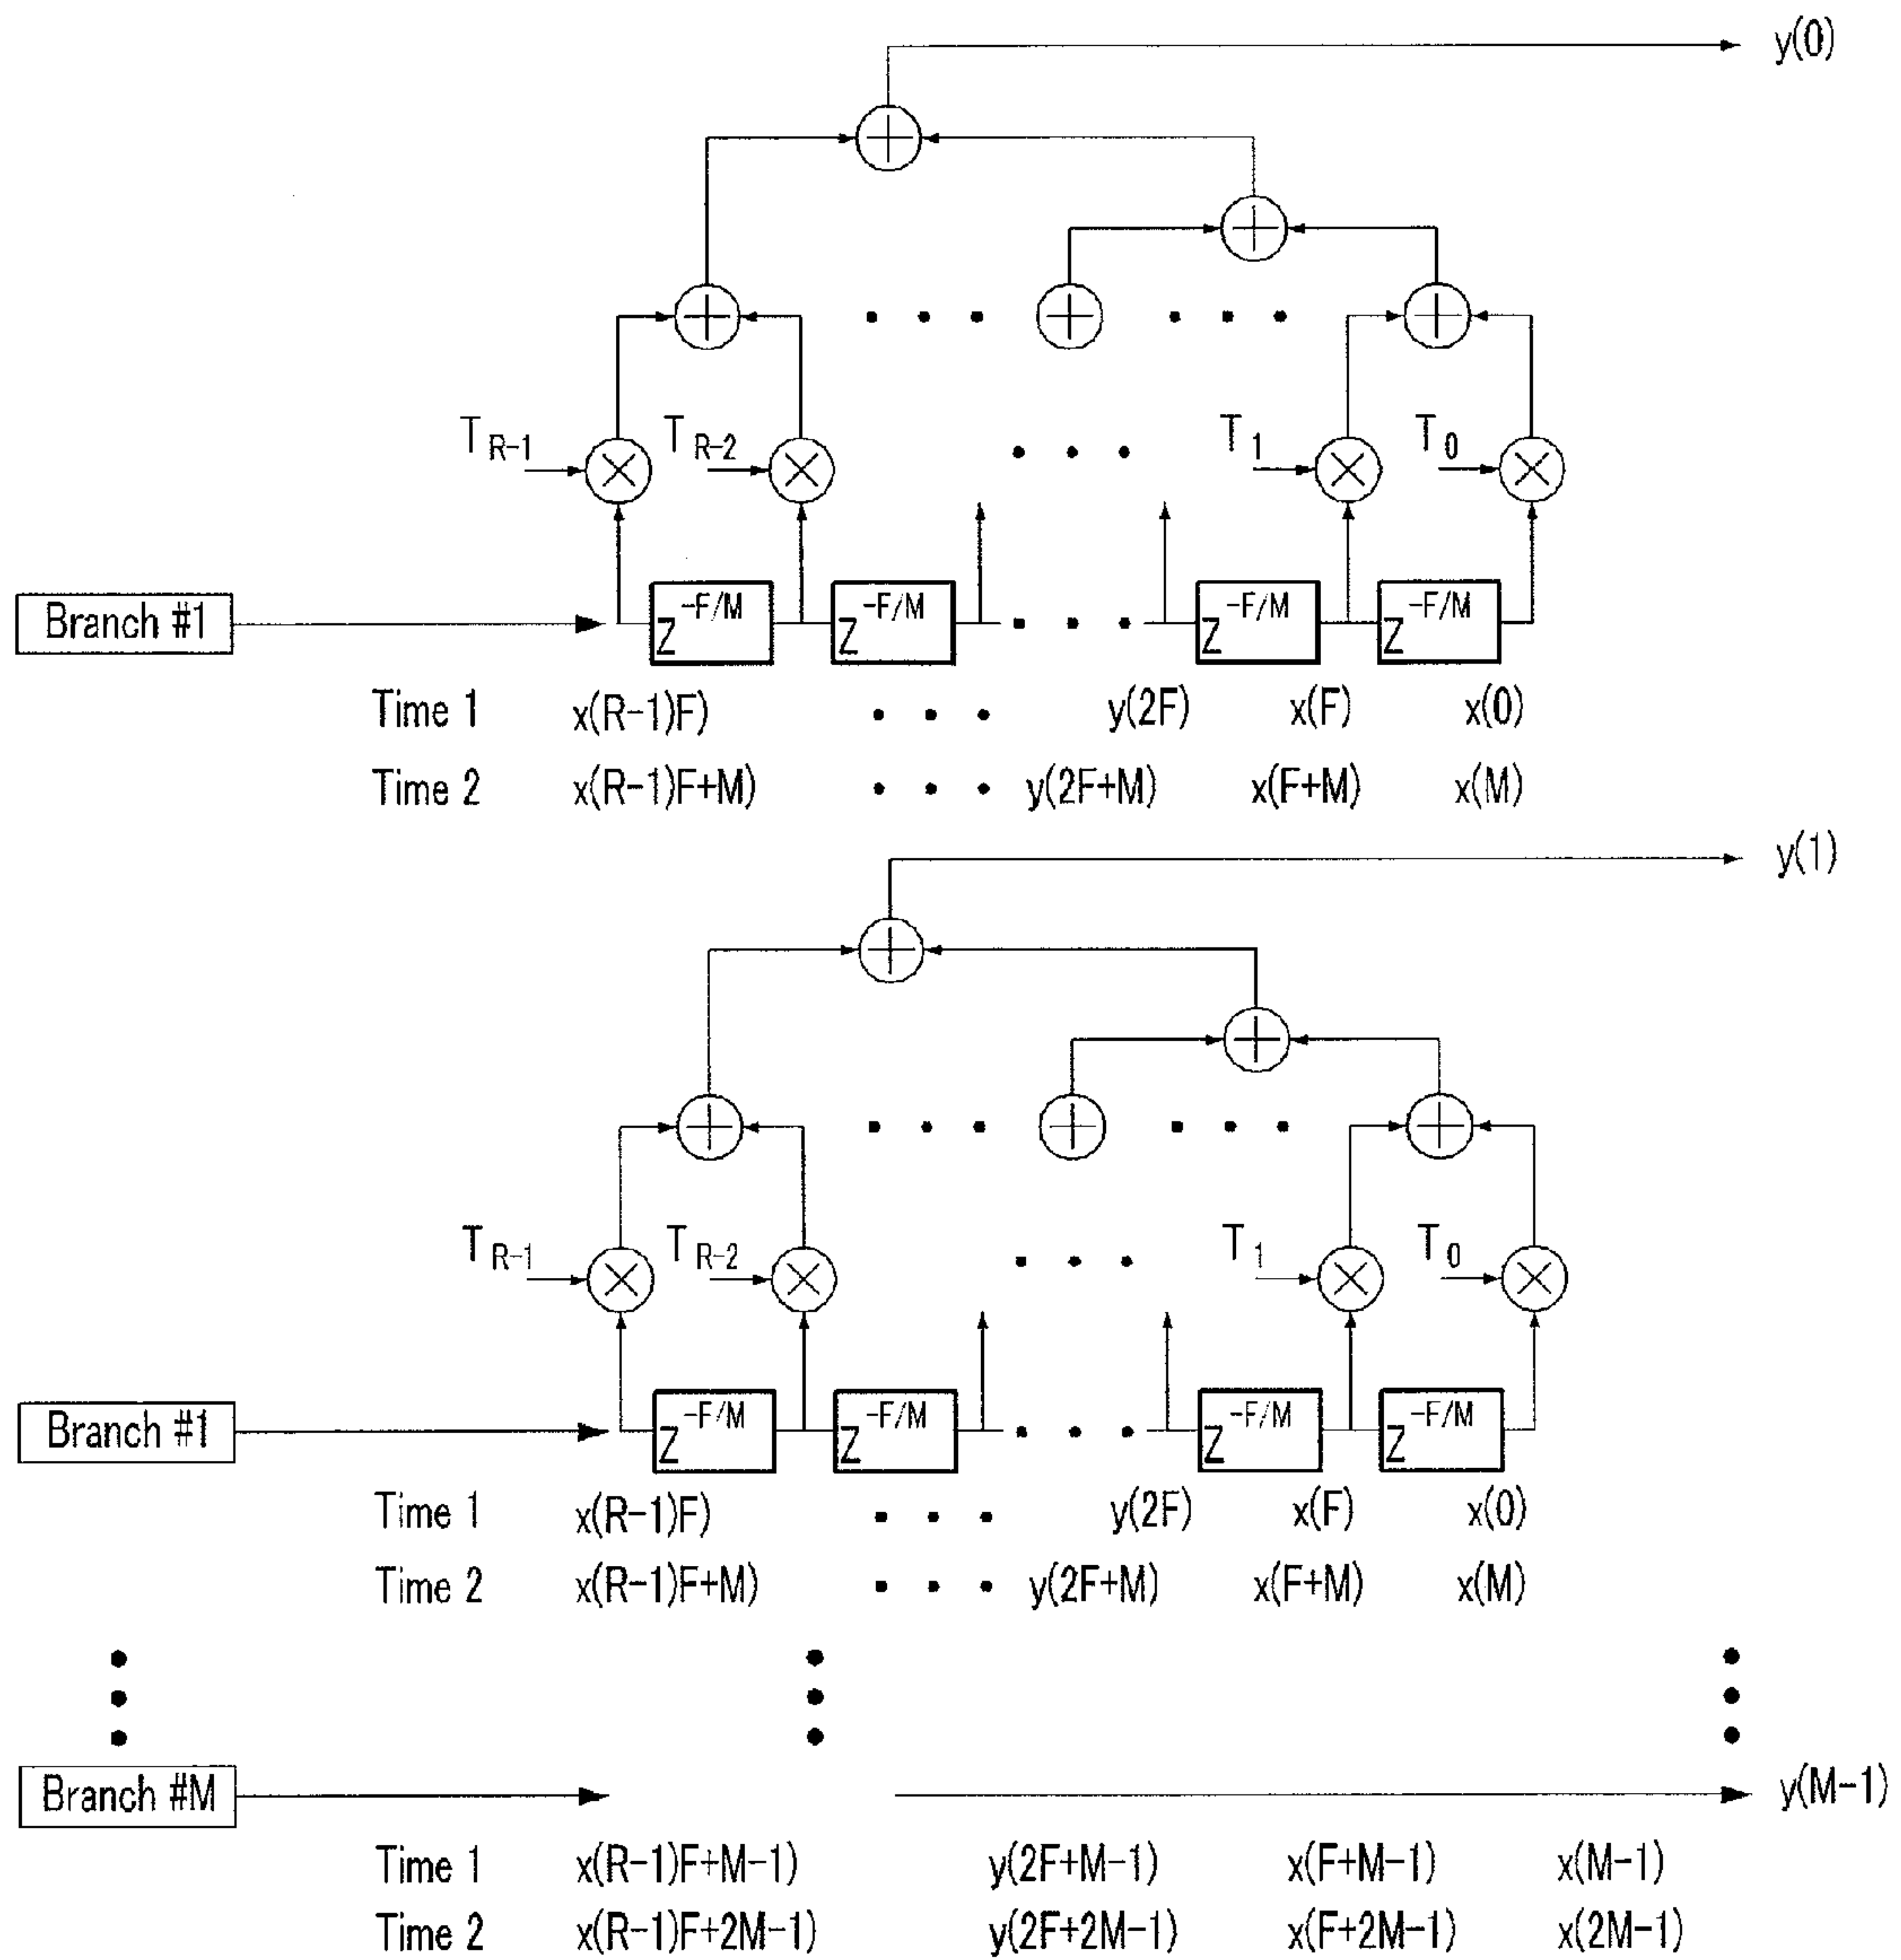 y(0)
T R-1 T R-2 T 1 T 0
Branch #1 Z -F/M Z -F/M Z -F/M Z -F/M
Time 1 x(R-1)F) y(2F) x(F) x(0)
Time 2 x(R-1)F+M) y(2F+M) x(F+M) x(M)
y(1)
T R-1 T R-2 T 1 T 0
Branch #1 Z -F/M Z -F/M Z -F/M Z -F/M
Time 1 x(R-1)F) y(2F) x(F) x(0)
Time 2 x(R-1)F+M) y(2F+M) x(F+M) x(M)
Branch #M y(M-1)
Time 1 x(R-1)F+M-1) y(2F+M-1) x(F+M-1) x(M-1)
Time 2 x(R-1)F+2M-1) y(2F+2M-1) x(F+2M-1) x(2M-1)